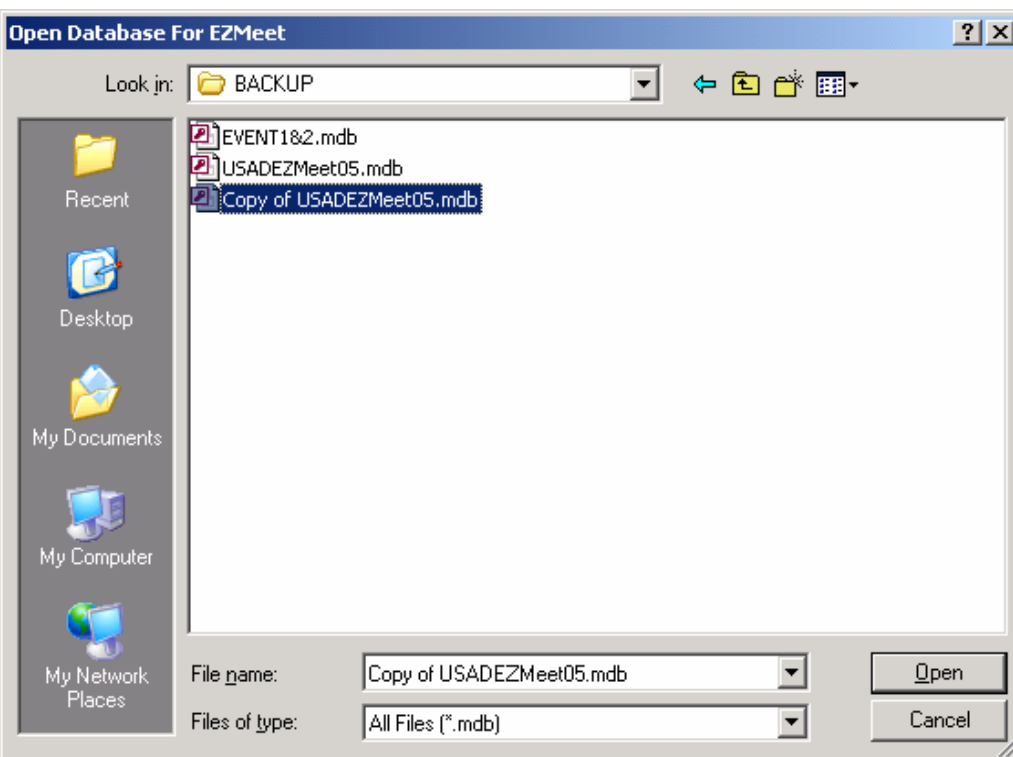 Open Database For EZMeet
Look in: BACKUP
EVENT1&2.mdb
USADEZMeet05.mdb
Copy of USADEZMeet05.mdb
Recent
Desktop
My Documents
My Computer
My Network
Places
File name: Copy of USADEZMeet05.mdb Open
Files of type: All Files (*.mdb) Cancel